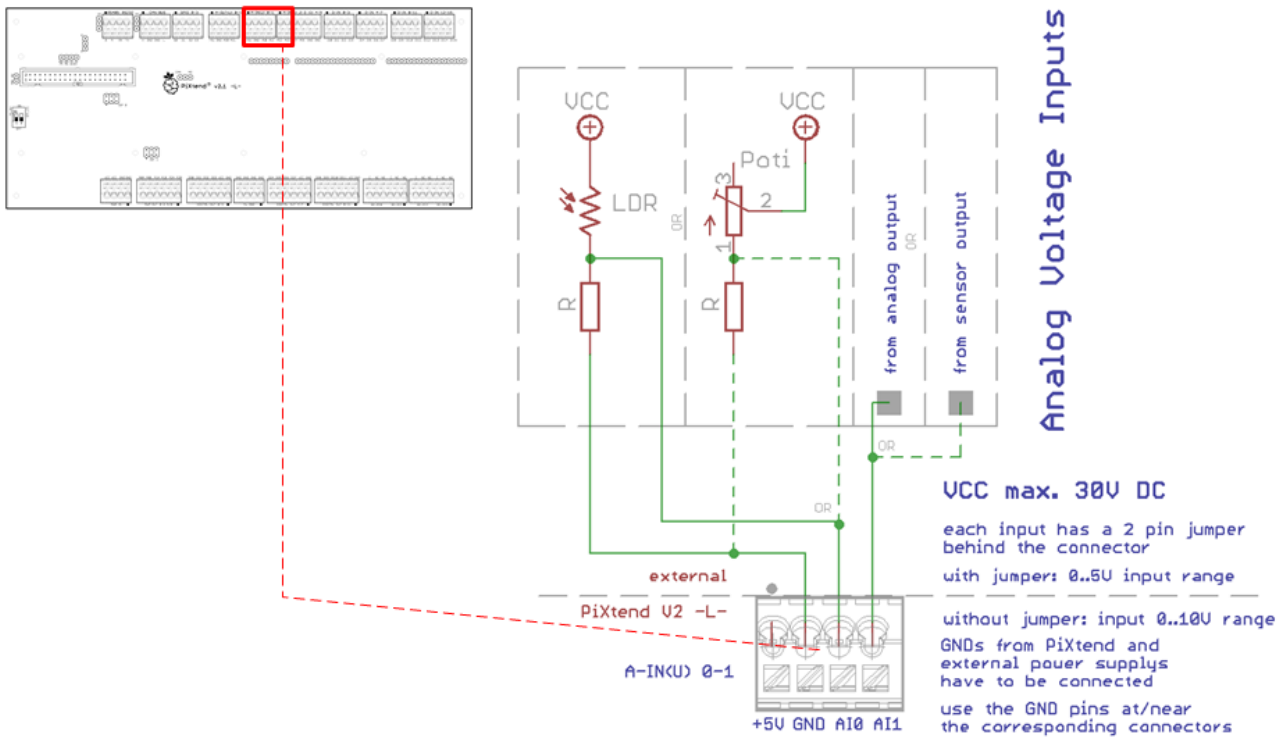 PiXtend® v2.1 -L-
Analog Voltage Inputs
VCC
VCC
Poti
3
2
1
LDR
OR
R
R
from analog output
OR
from sensor output
OR
OR
VCC max. 30V DC
each input has a 2 pin jumper
behind the connector
with jumper: 0..5V input range
external
PiXtend V2 -L-
without jumper: input 0..10V range
GNDs from PiXtend and
external power supplys
have to be connected
A-IN(U) 0-1
use the GND pins at/near
the corresponding connectors
+5V GND AI0 AI1